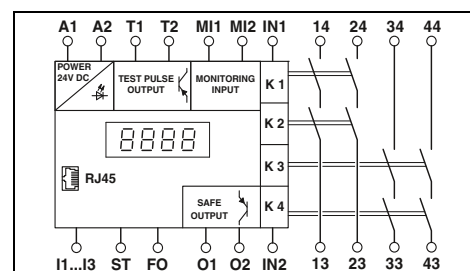 A1 A2 T1 T2 MI1 MI2 IN1 14 24 34 44
POWER
24V DC
TEST PULSE
OUTPUT
MONITORING
INPUT
K 1
K 2
8888
K 3
RJ45
SAFE
OUTPUT
K 4
I1...I3 ST FO O1 O2 IN2 13 23 33 43